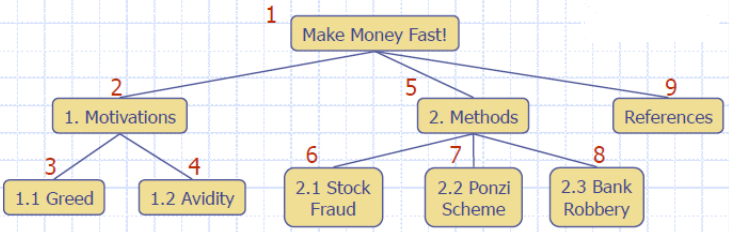 1
Make Money Fast!
2
5
9
1. Motivations
2. Methods
References
3
4
6
7
8
1.1 Greed
1.2 Avidity
2.1 Stock
Fraud
2.2 Ponzi
Scheme
2.3 Bank
Robbery